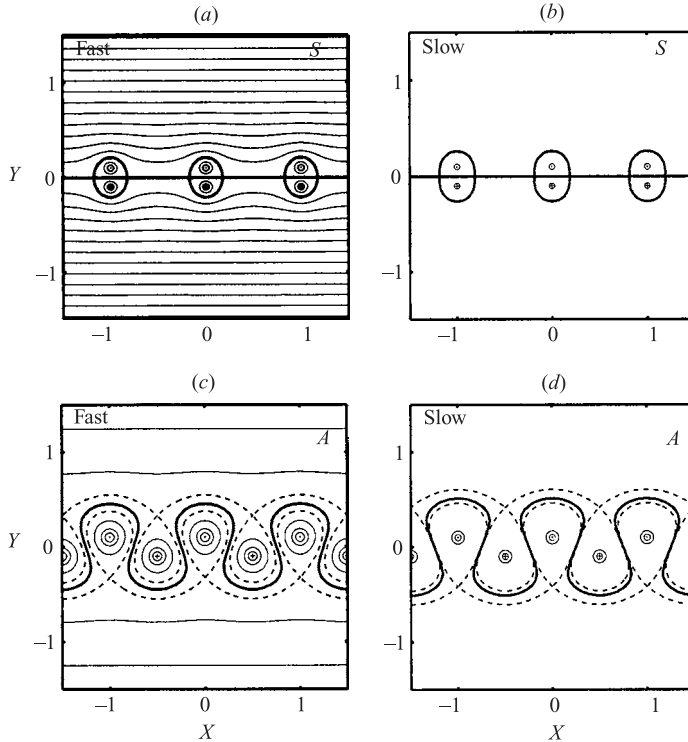 (a) (b)
Fast S Slow S
1 1
Y 0 0
−1 −1
−1 0 1 −1 0 1
(c) (d)
Fast A Slow A
1 1
Y 0 0
−1 −1
−1 0 1 −1 0 1
X X